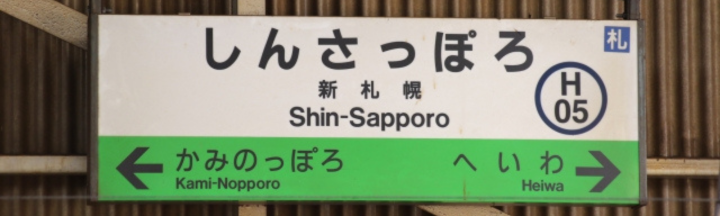 しんさっぽろ
札
新札幌
H
05
Shin-Sapporo
かみのっぽろ
へいわ
Kami-Nopporo
Heiwa